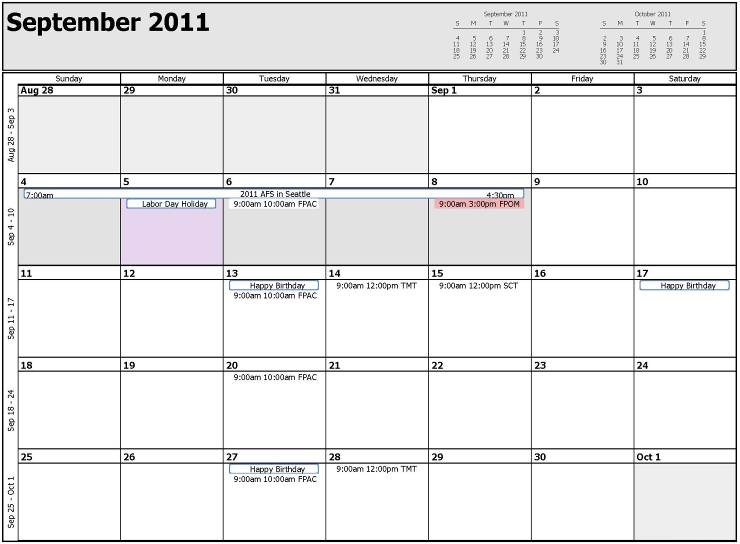 September 2011
September 2011
S M T W T F S
1 2 3
4 5 6 7 8 9 10
11 12 13 14 15 16 17
18 19 20 21 22 23 24
25 26 27 28 29 30
October 2011
S M T W T F S
1
2 3 4 5 6 7 8
9 10 11 12 13 14 15
16 17 18 19 20 21 22
23 24 25 26 27 28 29
30 31
Sunday Monday Tuesday Wednesday Thursday Friday Saturday
Aug 28 - Sep 3
Aug 28 29 30 31 Sep 1 2 3
Sep 4 - 10
4 5 6 7 8 9 10
7:00am 2011 AFS in Seattle 4:30pm
Labor Day Holiday 9:00am 10:00am FPAC 9:00am 3:00pm FPOM
Sep 11 - 17
11 12 13 14 15 16 17
Happy Birthday 9:00am 12:00pm TMT 9:00am 12:00pm SCT Happy Birthday
9:00am 10:00am FPAC
Sep 18 - 24
18 19 20 21 22 23 24
9:00am 10:00am FPAC
Sep 25 - Oct 1
25 26 27 28 29 30 Oct 1
Happy Birthday 9:00am 12:00pm TMT
9:00am 10:00am FPAC